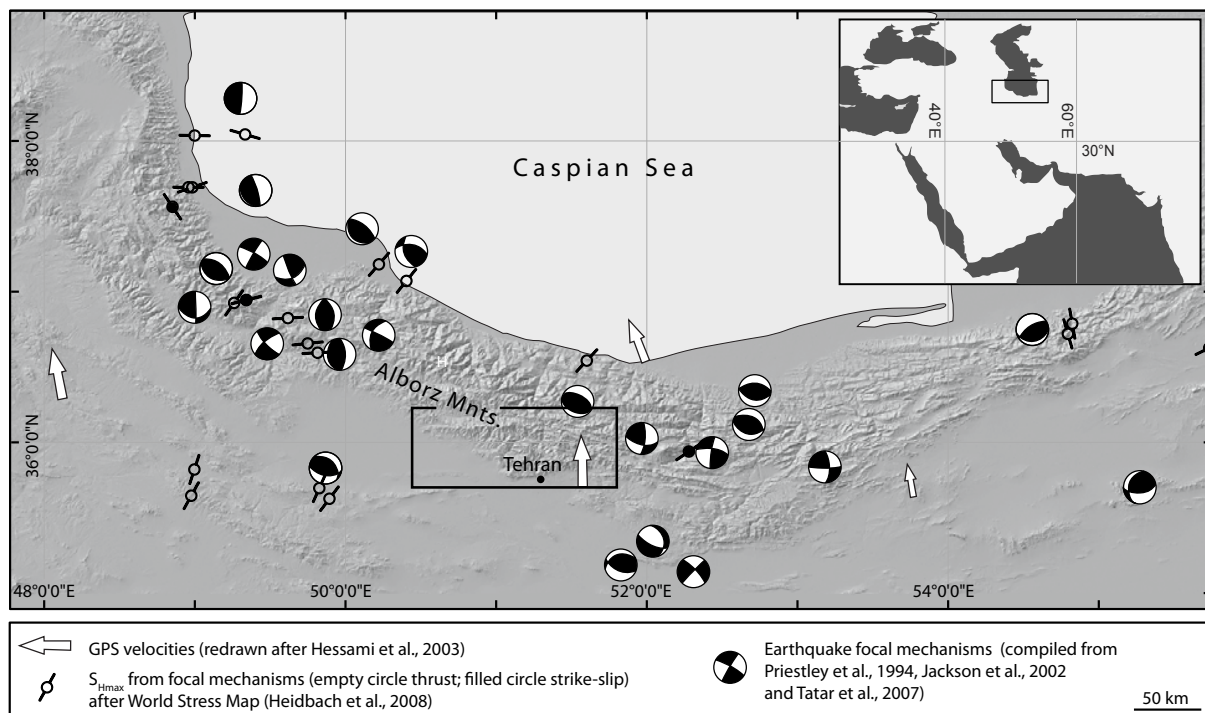 40°E
60°E
30°N
38°0'0"N
Caspian Sea
H
Alborz Mnts.
36°0'0"N
Tehran
48°0'0"E
50°0'0"E
52°0'0"E
54°0'0"E
GPS velocities (redrawn after Hessami et al., 2003)
SHmax from focal mechanisms (empty circle thrust; filled circle strike-slip)
after World Stress Map (Heidbach et al., 2008)
Earthquake focal mechanisms (compiled from
Priestley et al., 1994, Jackson et al., 2002
and Tatar et al., 2007)
50 km